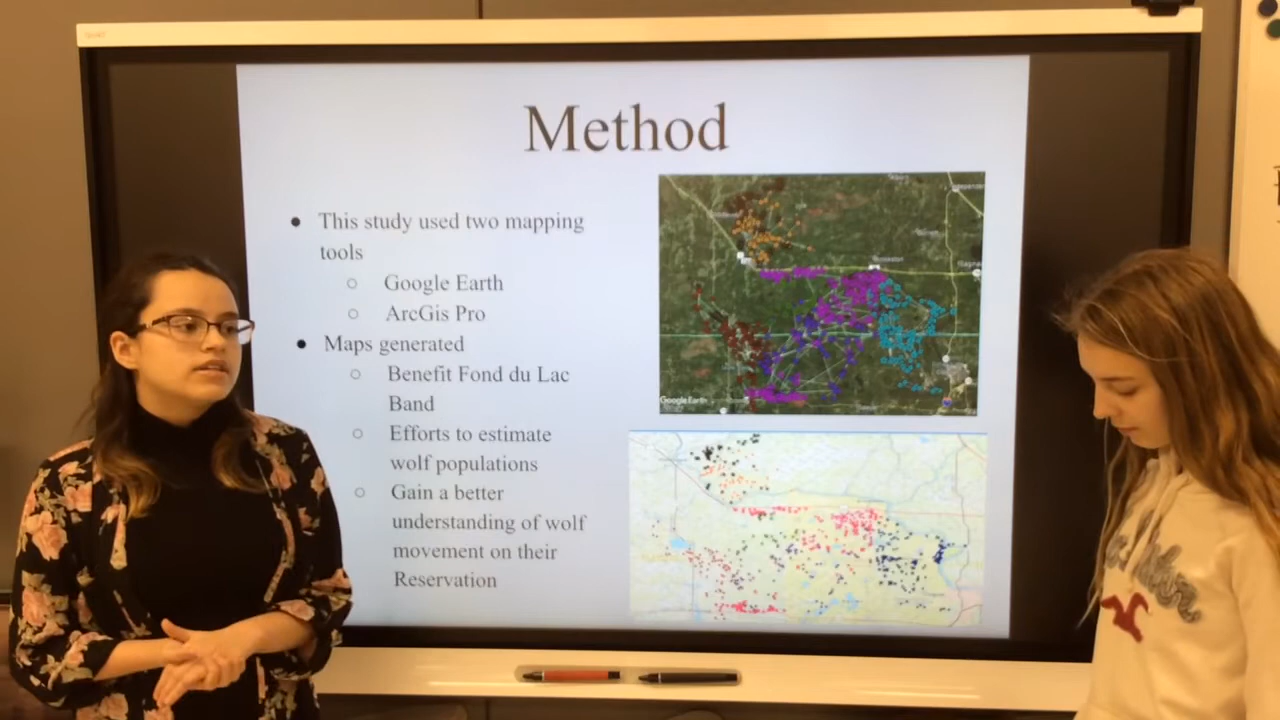 Method
● This study used two mapping
tools
○ Google Earth
○ ArcGis Pro
● Maps generated
○ Benefit Fond du Lac
Band
○ Efforts to estimate
wolf populations
○ Gain a better
understanding of wolf
movement on their
Reservation
Google Earth